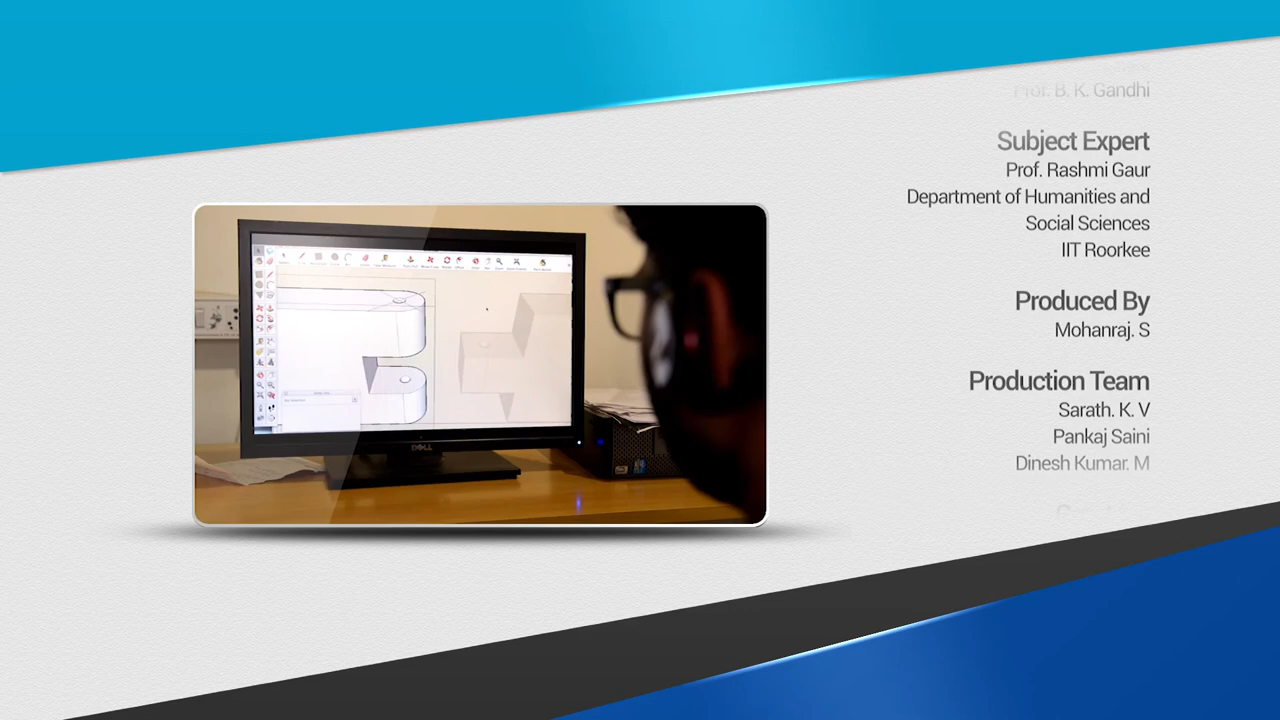 Prof. B. K. Gandhi
Subject Expert
Prof. Rashmi Gaur
Department of Humanities and
Social Sciences
IIT Roorkee
Produced By
Mohanraj. S
Production Team
Sarath. K. V
Pankaj Saini
Dinesh Kumar. M
DELL